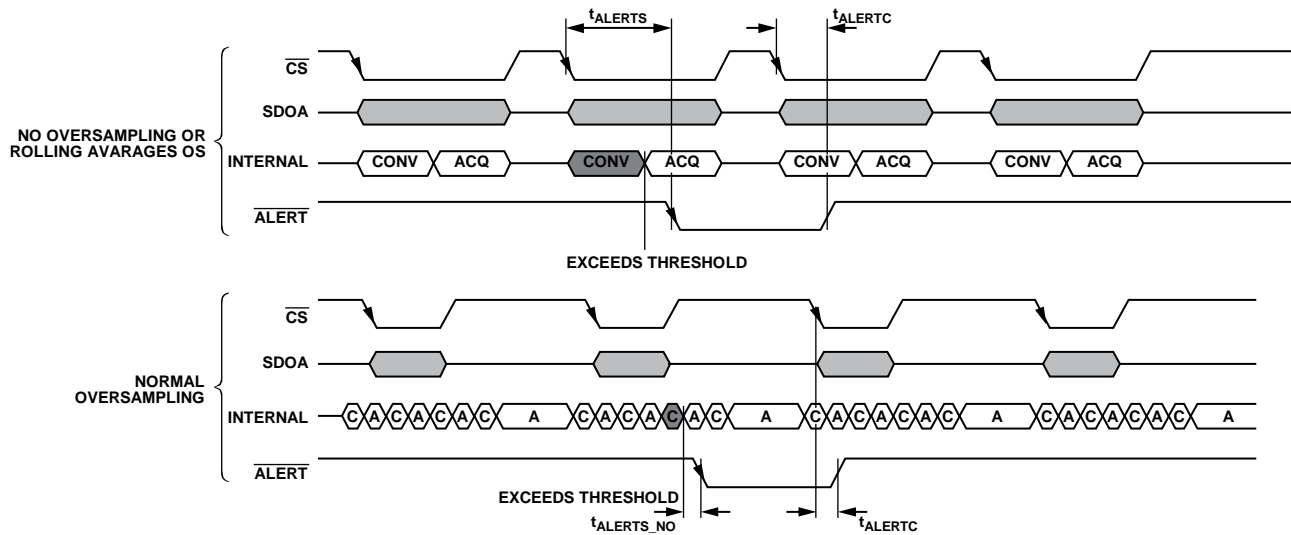 tALERTS
tALERTC
CS
SDOA
NO OVERSAMPLING OR
ROLLING AVARAGES OS
INTERNAL
CONV ACQ CONV ACQ CONV ACQ CONV ACQ
ALERT
EXCEEDS THRESHOLD
CS
SDOA
NORMAL
OVERSAMPLING
INTERNAL
C A C A C A C A C A C A C A C A C A C A C A C A C A C A C A C A
ALERT
EXCEEDS THRESHOLD
tALERTS_NO
tALERTC